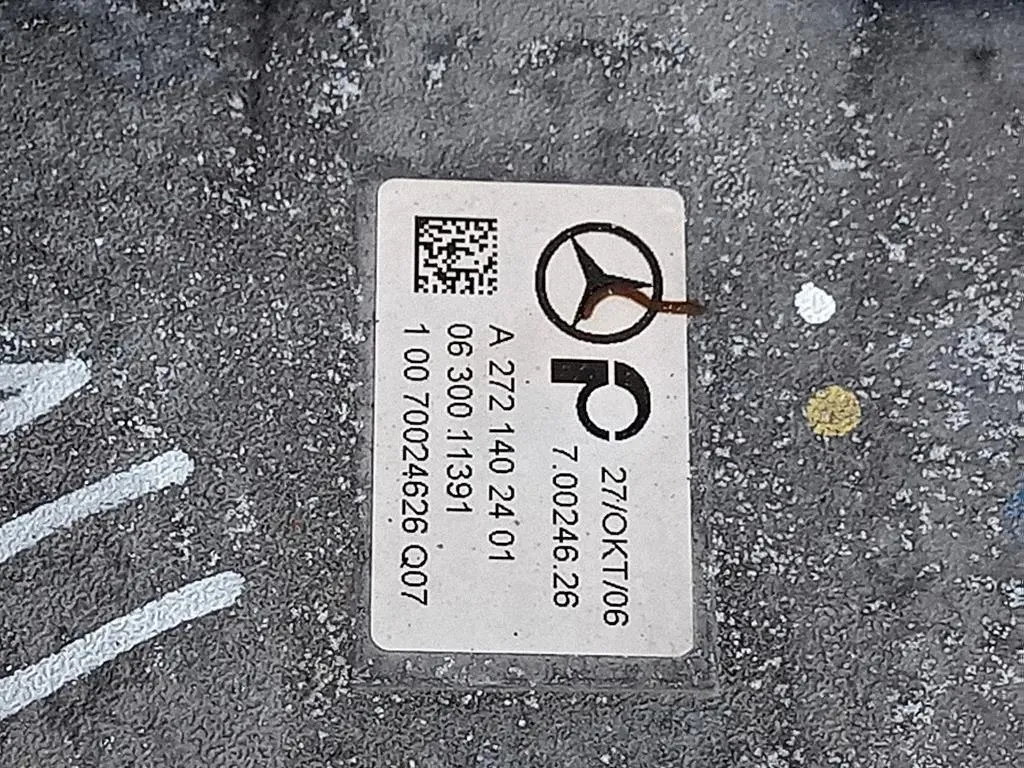 27/OKT/06
7.00246.26
A 272 140 24 01
06 300 11391
1 00 70024626 Q07